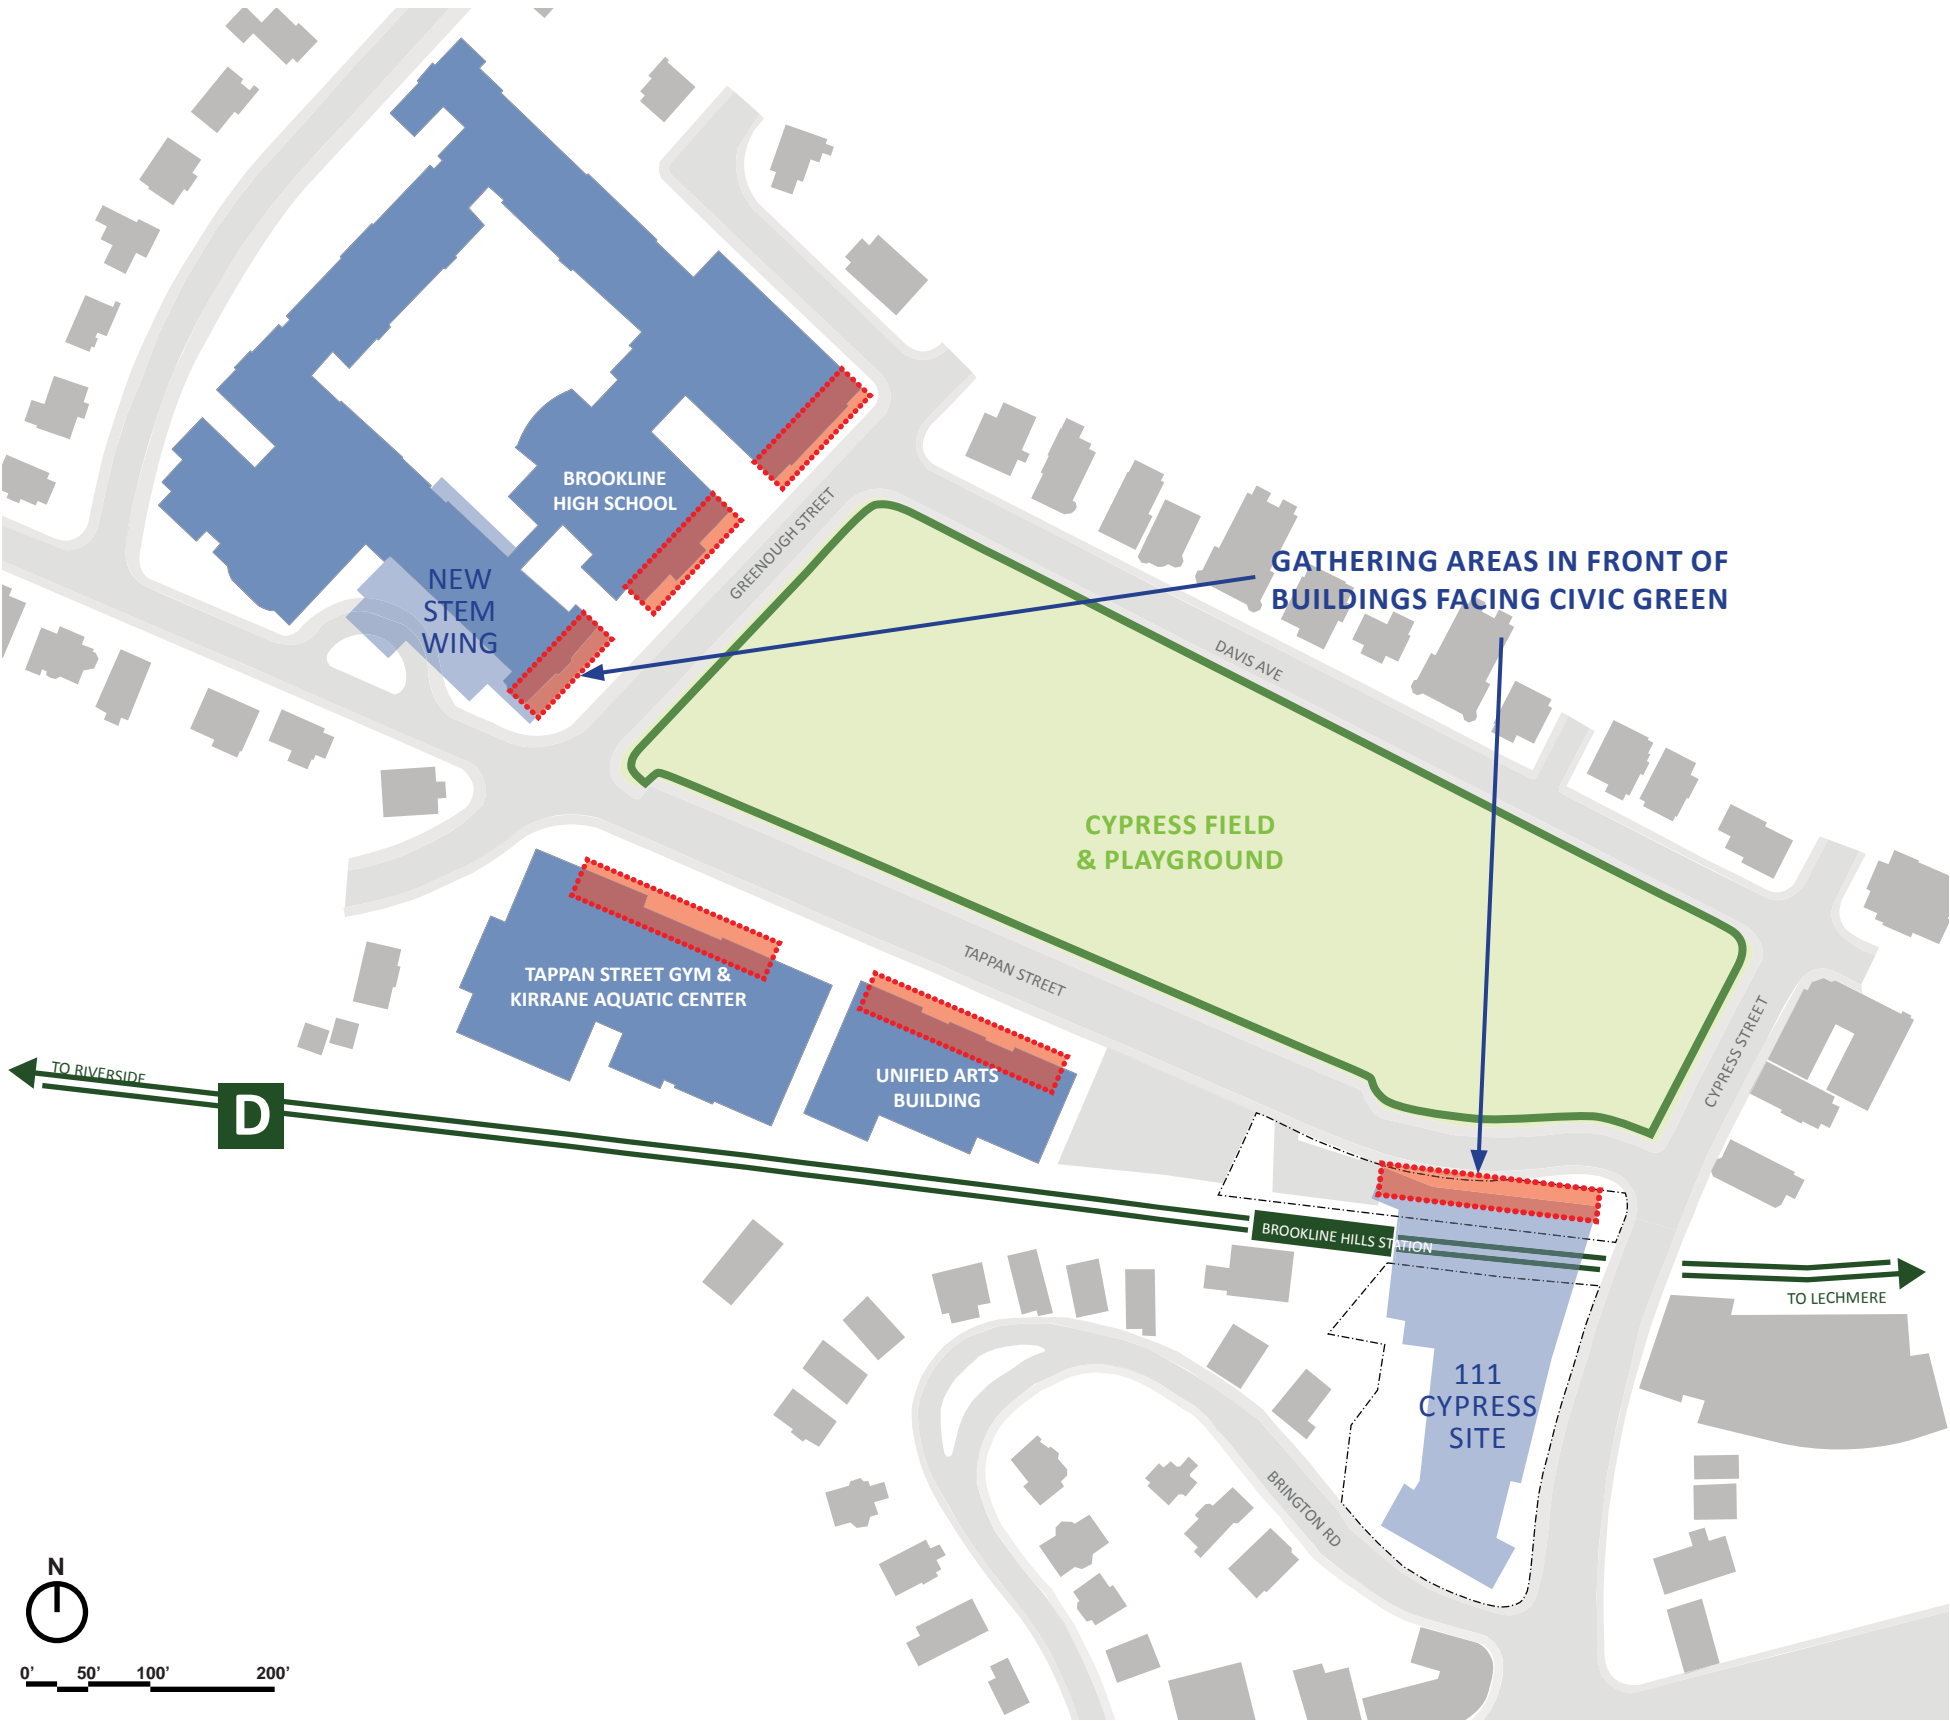 BROOKLINE
HIGH SCHOOL
GREENOUGH STREET
NEW
STEM
WING
GATHERING AREAS IN FRONT OF
BUILDINGS FACING CIVIC GREEN
DAVIS AVE
CYPRESS FIELD
& PLAYGROUND
TAPPAN STREET
CYPRESS STREET
TAPPAN STREET GYM &
KIRRANE AQUATIC CENTER
UNIFIED ARTS
BUILDING
TO RIVERSIDE
D
BROOKLINE HILLS STATION
TO LECHMERE
111
CYPRESS
SITE
BRINGTON RD
N
0' 50' 100' 200'